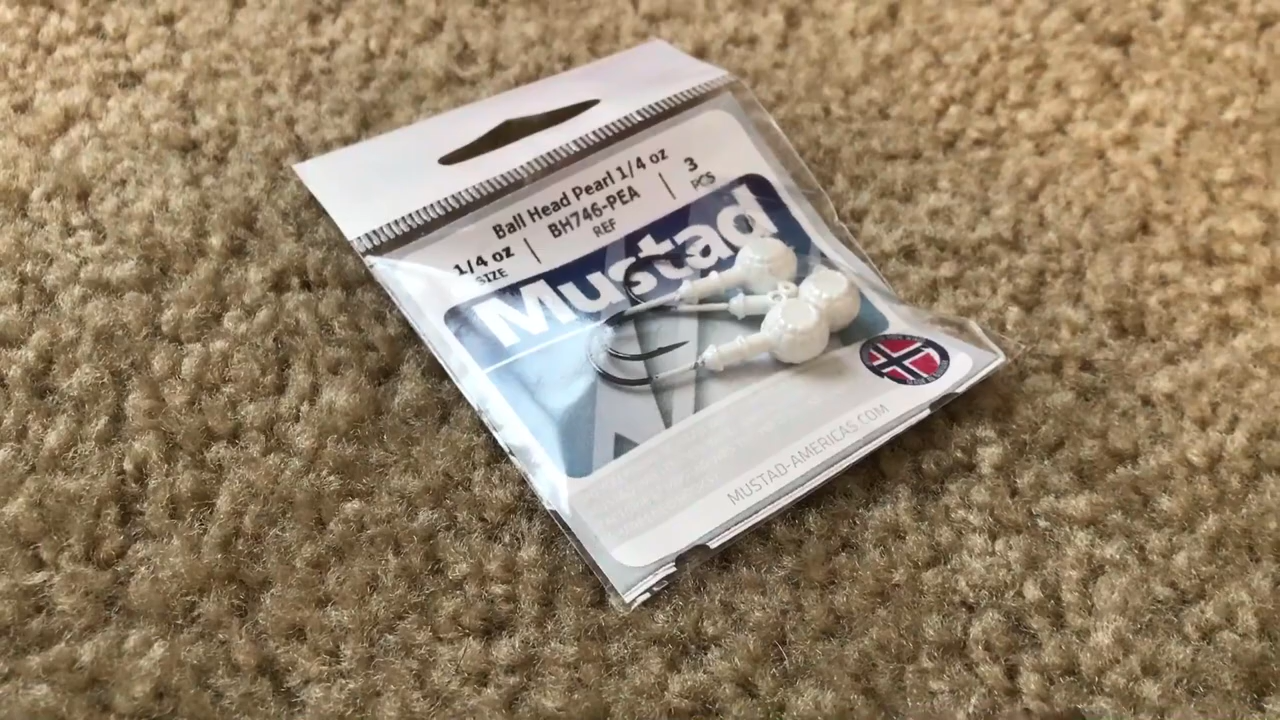 Ball Head Pearl 1/4 oz
1/4 oz | BH746-PEA | 3
SIZE REF PCS
Mustad
MUSTAD-AMERICAS.COM